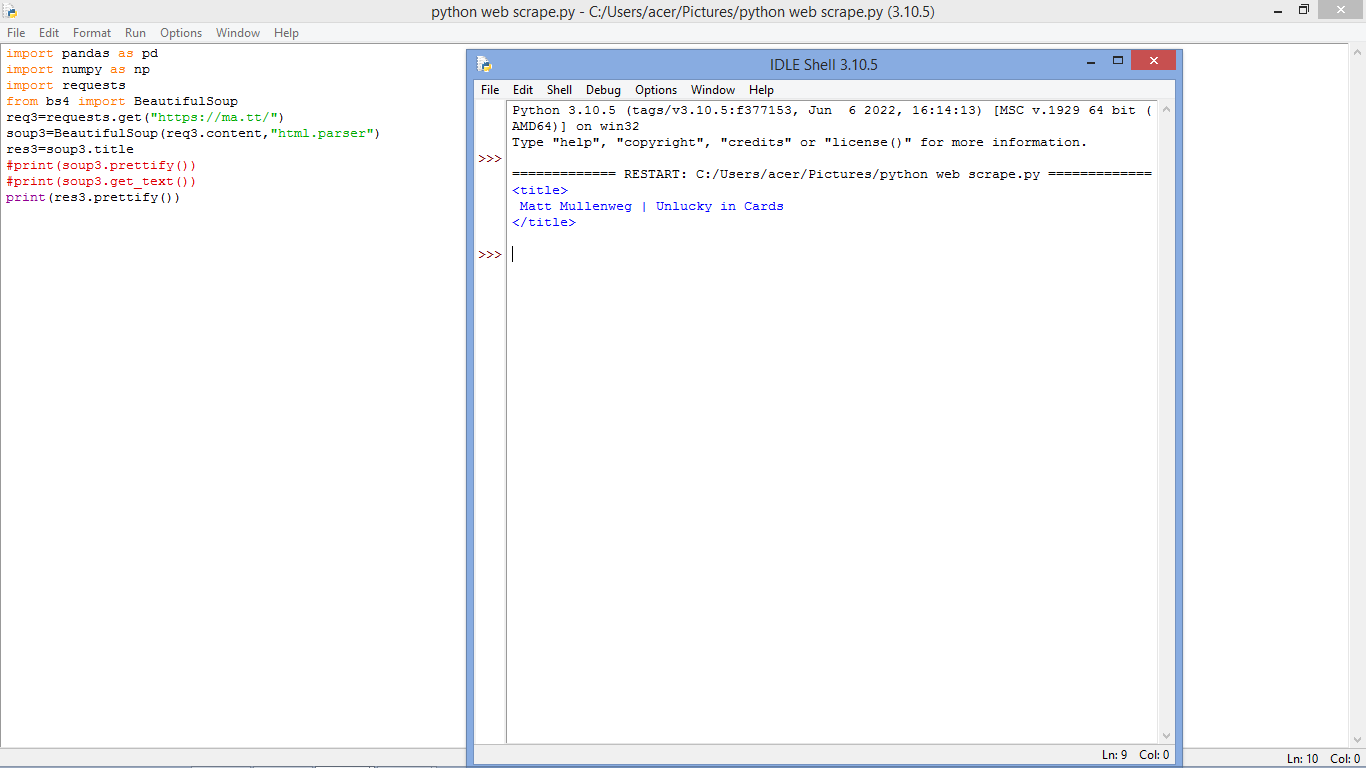 python web scrape.py - C:/Users/acer/Pictures/python web scrape.py (3.10.5)
File Edit Format Run Options Window Help
import pandas as pd
import numpy as np
import requests
from bs4 import BeautifulSoup
req3=requests.get("https://ma.tt/")
soup3=BeautifulSoup(req3.content,"html.parser")
res3=soup3.title
#print(soup3.prettify())
#print(soup3.get_text())
print(res3.prettify())
IDLE Shell 3.10.5
File Edit Shell Debug Options Window Help
Python 3.10.5 (tags/v3.10.5:f377153, Jun  6 2022, 16:14:13) [MSC v.1929 64 bit (
AMD64)] on win32
Type "help", "copyright", "credits" or "license()" for more information.
>>>
============= RESTART: C:/Users/acer/Pictures/python web scrape.py =============
<title>
 Matt Mullenweg | Unlucky in Cards
</title>
>>>
Ln: 9 Col: 0
Ln: 10 Col: 0